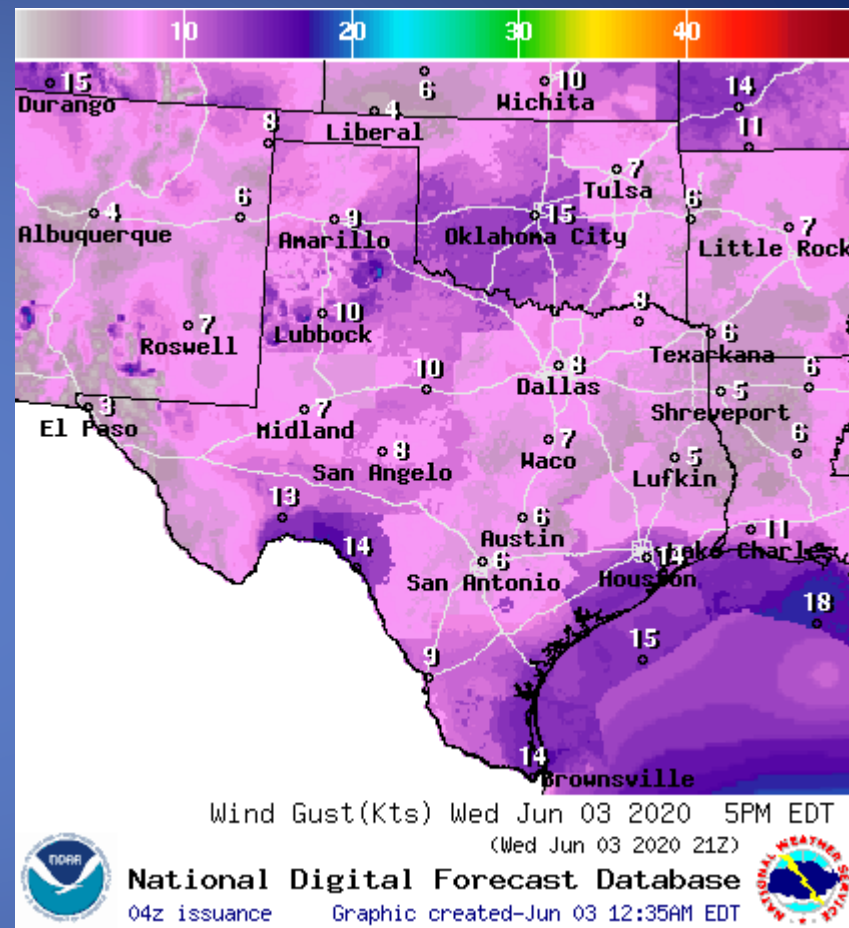 10 20 30 40
15 Durango
6
10 Wichita
14
4 Liberal
8
11
7 Tulsa
4 Albuquerque
6
9 Amarillo
15 Oklahoma City
6
7 Little Rock
7 Roswell
10 Lubbock
8
6 Texarkana
3 El Paso
7 Midland
10
8 Dallas
5 Shreveport
6
8 San Angelo
7 Waco
5 Lufkin
6
13
14
6 Austin
6 San Antonio
14 Houston
11 Lake Charles
18
15
9
14 Brownsville
Wind Gust(Kts) Wed Jun 03 2020 5PM EDT
(Wed Jun 03 2020 21Z)
NOAA
National Digital Forecast Database
04z issuance Graphic created-Jun 03 12:35AM EDT
NATIONAL WEATHER SERVICE